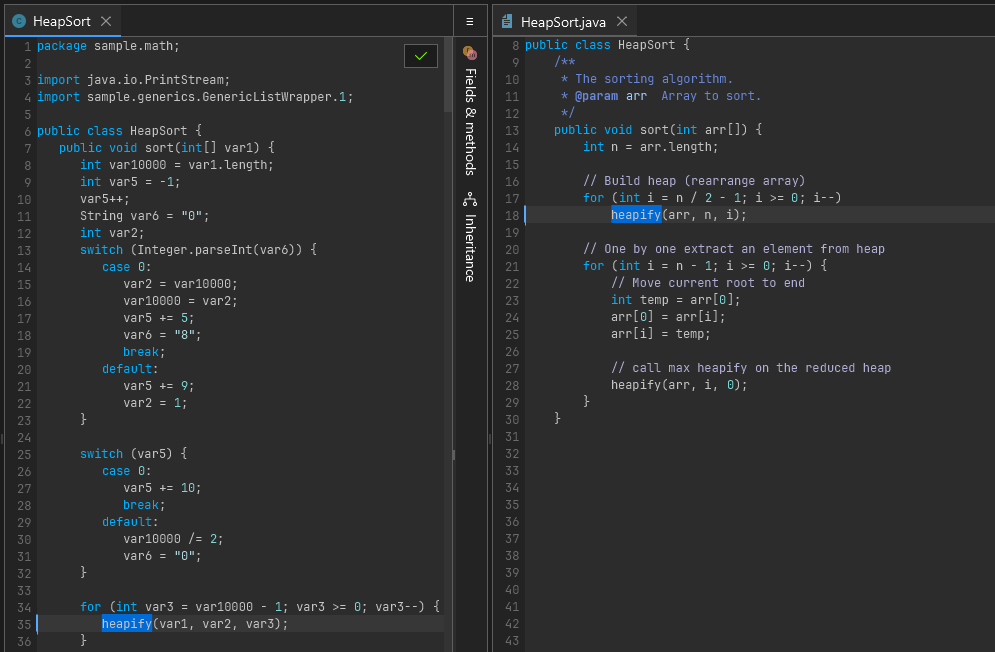 HeapSort
1 package sample.math;
2
3 import java.io.PrintStream;
4 import sample.generics.GenericListWrapper.1;
5
6 public class HeapSort {
7 public void sort(int[] var1) {
8 int var10000 = var1.length;
9 int var5 = -1;
10 var5++;
11 String var6 = "0";
12 int var2;
13 switch (Integer.parseInt(var6)) {
14 case 0:
15 var2 = var10000;
16 var10000 = var2;
17 var5 += 5;
18 var6 = "8";
19 break;
20 default:
21 var5 += 9;
22 var2 = 1;
23 }
24
25 switch (var5) {
26 case 0:
27 var5 += 10;
28 break;
29 default:
30 var10000 /= 2;
31 var6 = "0";
32 }
33
34 for (int var3 = var10000 - 1; var3 >= 0; var3--) {
35 heapify(var1, var2, var3);
36 }
Fields & methods
Inheritance
HeapSort.java
8 public class HeapSort {
9 /**
10 * The sorting algorithm.
11 * @param arr  Array to sort.
12 */
13 public void sort(int arr[]) {
14 int n = arr.length;
15
16 // Build heap (rearrange array)
17 for (int i = n / 2 - 1; i >= 0; i--)
18 heapify(arr, n, i);
19
20 // One by one extract an element from heap
21 for (int i = n - 1; i >= 0; i--) {
22 // Move current root to end
23 int temp = arr[0];
24 arr[0] = arr[i];
25 arr[i] = temp;
26
27 // call max heapify on the reduced heap
28 heapify(arr, i, 0);
29 }
30 }
31
32
33
34
35
36
37
38
39
40
41
42
43